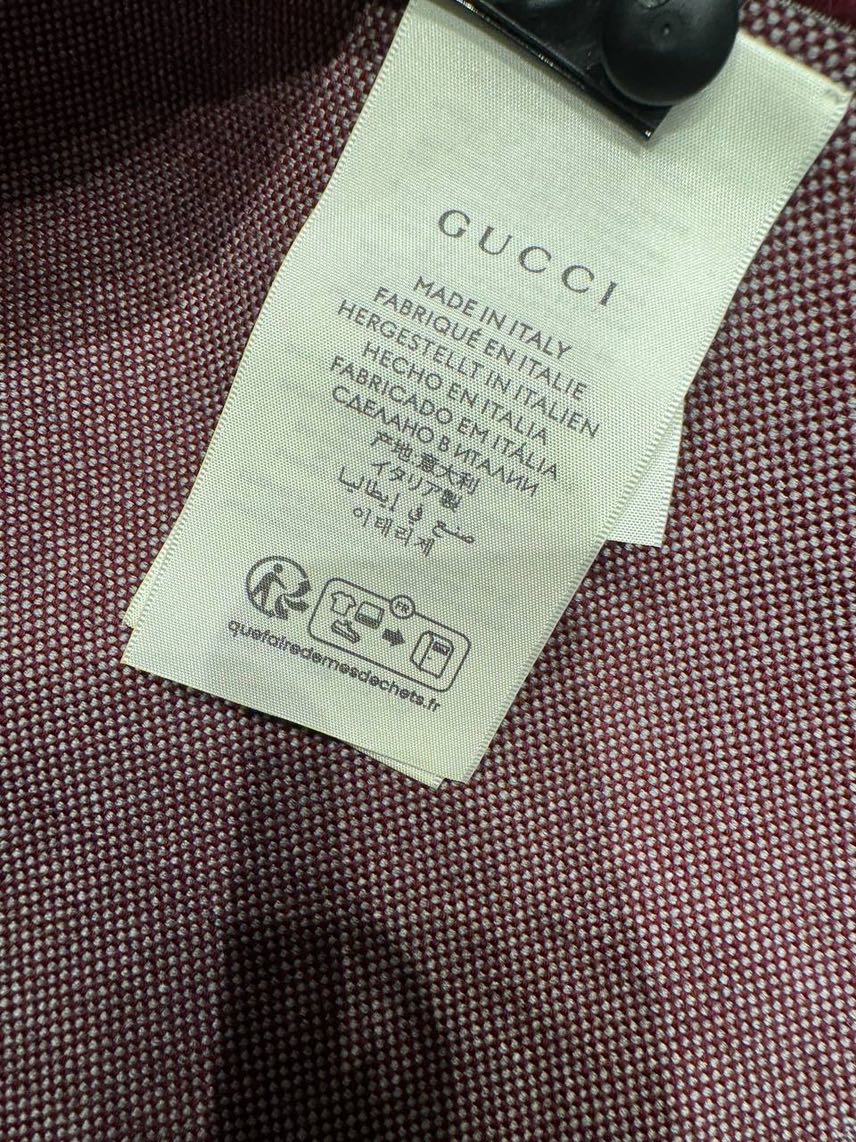 GUCCI
MADE IN ITALY
FABRIQUÉ EN ITALIE
HERGESTELLT IN ITALIEN
HECHO EN ITALIA
FABRICADO EM ITÁLIA
СДЕЛАНО В ИТАЛИИ
产地:意大利
イタリア製
صنع في إيطاليا
이태리제
FR
quefairedemesdechets.fr